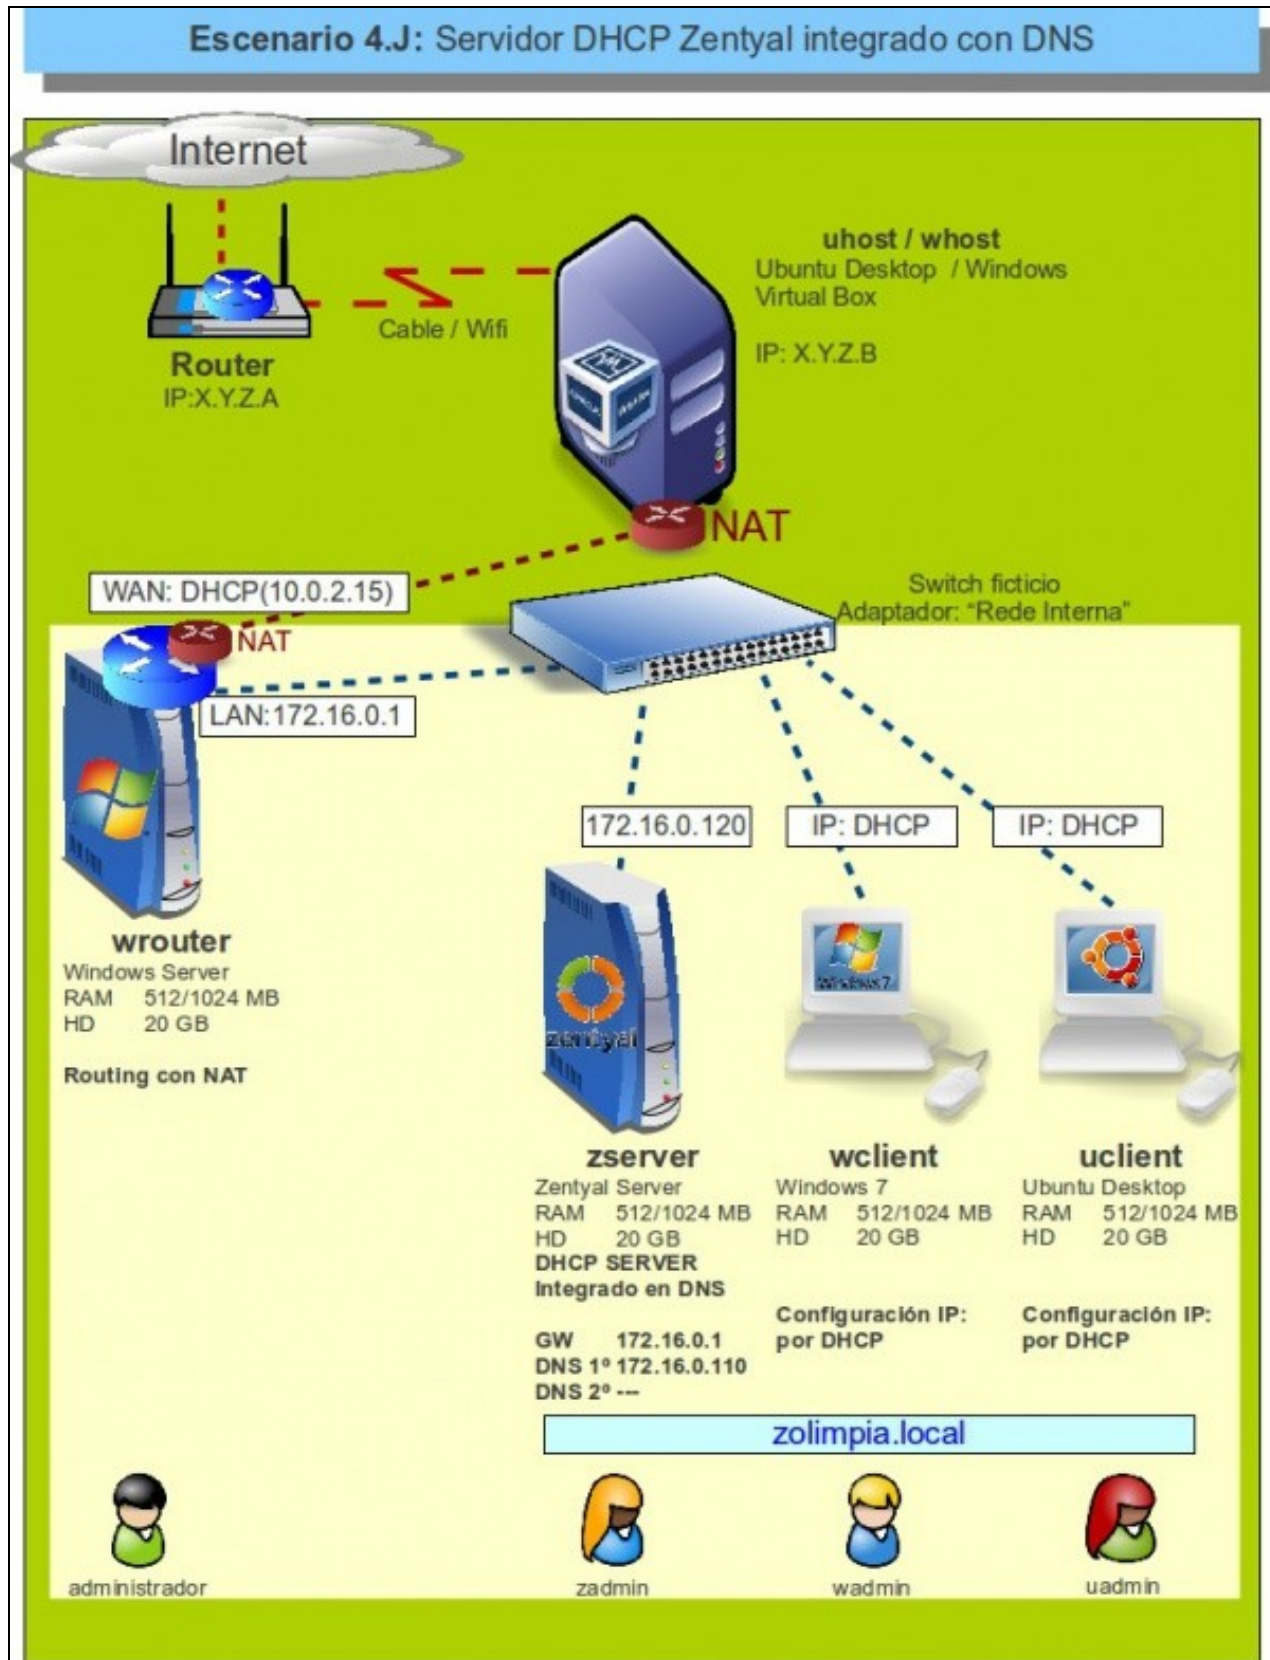 Escenario 4.J: Servidor DHCP Zentyal integrado con DNS
Internet
uhost / whost
Ubuntu Desktop / Windows
Virtual Box
IP: X.Y.Z.B
Cable / Wifi
Router
IP:X.Y.Z.A
NAT
WAN: DHCP(10.0.2.15)
Switch ficticio
Adaptador: “Rede Interna”
NAT
LAN:172.16.0.1
172.16.0.120
IP: DHCP
IP: DHCP
wrouter
Windows Server
RAM 512/1024 MB
HD 20 GB
Routing con NAT
Windows 7
zentyal
zserver
Zentyal Server
RAM 512/1024 MB
HD 20 GB
DHCP SERVER
Integrado en DNS
GW 172.16.0.1
DNS 1º 172.16.0.110
DNS 2º ---
wclient
Windows 7
RAM 512/1024 MB
HD 20 GB
Configuración IP:
por DHCP
uclient
Ubuntu Desktop
RAM 512/1024 MB
HD 20 GB
Configuración IP:
por DHCP
zolimpia.local
administrador
zadmin
wadmin
uadmin